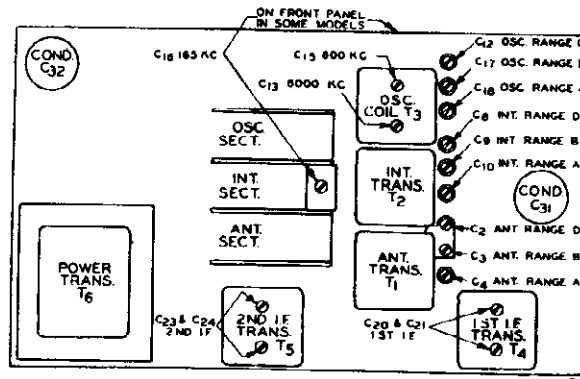 ON FRONT PANEL
IN SOME MODELS
COND.
C32
C16 165 KC
C15 600 KC
C13 6000 KC
OSC.
COIL T3
C12 OSC. RANGE
C17 OSC. RANGE
C18 OSC. RANGE
C8 INT. RANGE D
C9 INT. RANGE B
C10 INT. RANGE A
OSC.
SECT.
INT.
SECT.
ANT.
SECT.
INT.
TRANS.
T2
COND.
C31
C2 ANT RANGE D
C3 ANT. RANGE B
C4 ANT. RANGE A
ANT.
TRANS.
T1
POWER
TRANS.
T6
C23 & C24
2ND I.F
2ND I.F
TRANS.
T5
C20 & C21
1ST I.F
1ST I.F
TRANS.
T4